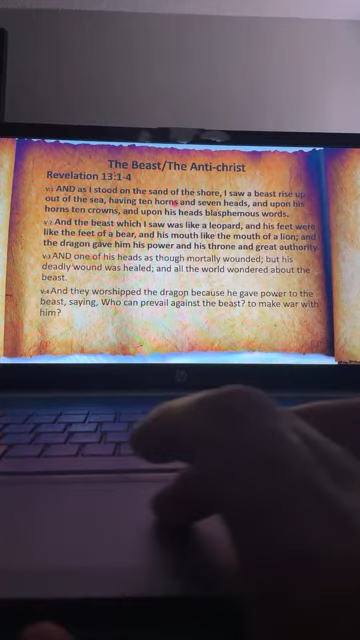 The Beast/The Anti-christ
Revelation 13:1-4
v:1 AND as I stood on the sand of the shore, I saw a beast rise up
out of the sea, having ten horns and seven heads, and upon his
horns ten crowns, and upon his heads blasphemous words.
v:2 And the beast which I saw was like a leopard, and his feet were
like the feet of a bear, and his mouth like the mouth of a lion; and
the dragon gave him his power and his throne and great authority.
v:3 AND one of his heads as though mortally wounded; but his
deadly wound was healed; and all the world wondered about the
beast.
v:4 And they worshipped the dragon because he gave power to the
beast, saying, Who can prevail against the beast? to make war with
him?
hp